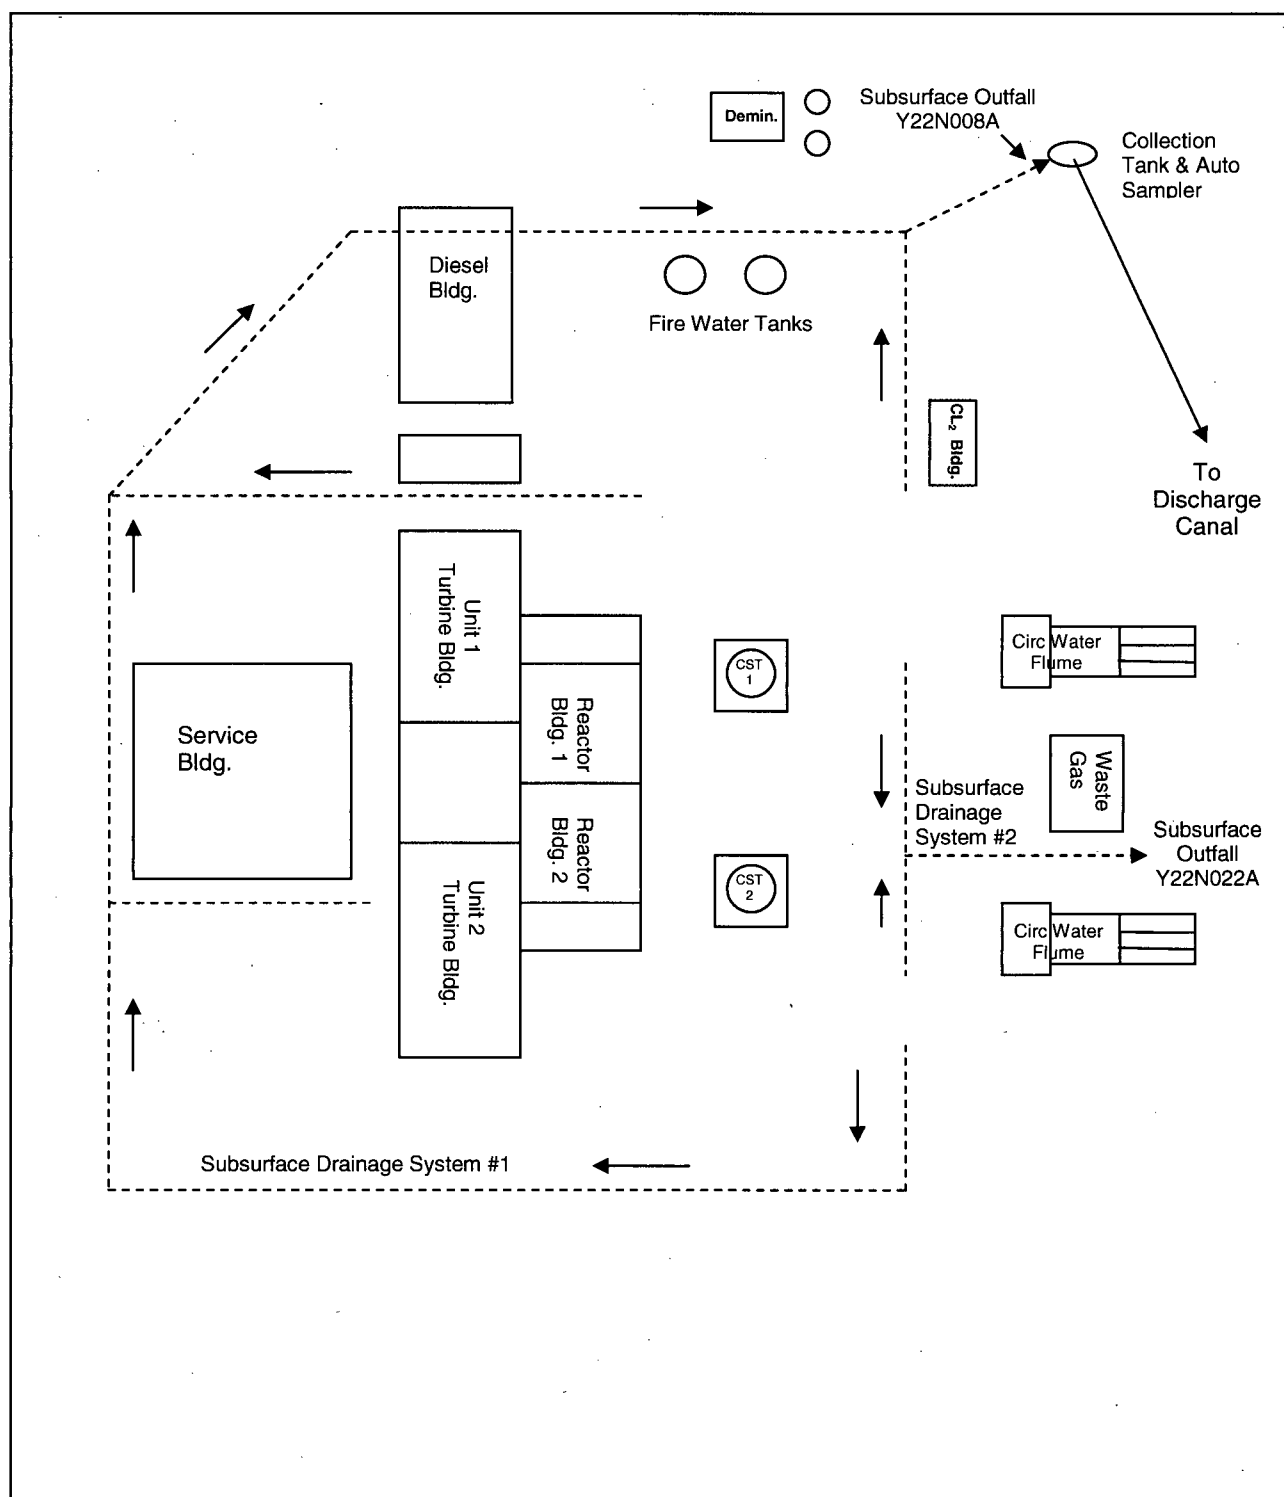 Demin.
Subsurface Outfall
Y22N008A
Collection
Tank & Auto
Sampler
Diesel
Bldg.
Fire Water Tanks
CL₂ Bldg.
To
Discharge
Canal
Unit 1
Turbine Bldg.
Circ Water
Flume
CST
1
Reactor
Bldg. 1
Service
Bldg.
Waste
Gas
Subsurface
Drainage
System #2
Subsurface
Outfall
Y22N022A
Reactor
Bldg. 2
CST
2
Unit 2
Turbine Bldg.
Circ Water
Flume
Subsurface Drainage System #1